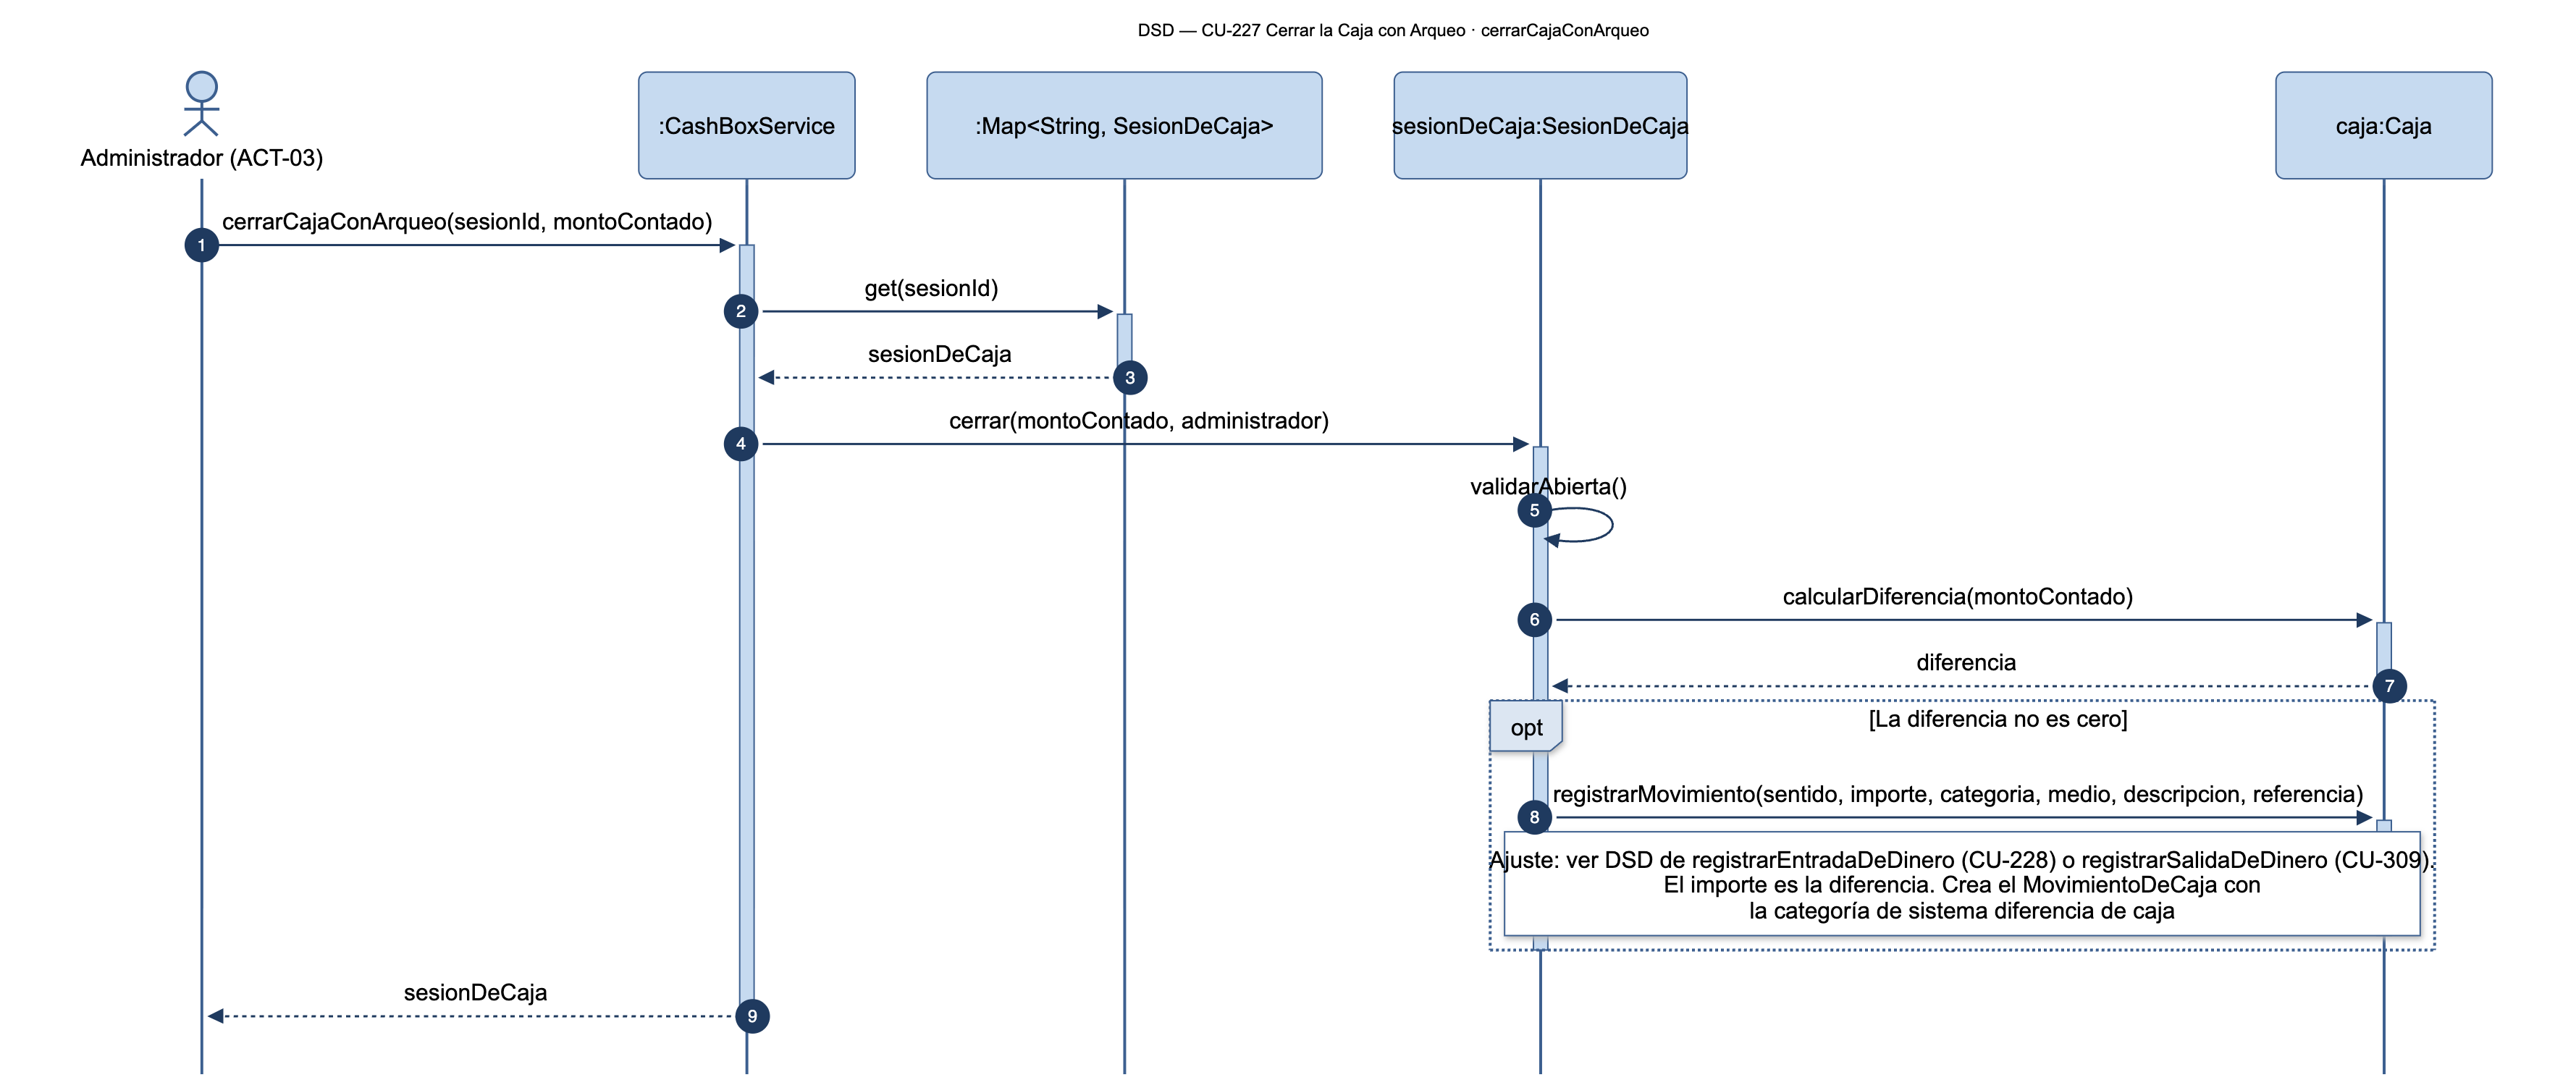 DSD — CU-227 Cerrar la Caja con Arqueo · cerrarCajaConArqueo
Administrador (ACT-03)
:CashBoxService
:Map<String, SesionDeCaja>
sesionDeCaja:SesionDeCaja
caja:Caja
cerrarCajaConArqueo(sesionId, montoContado)
1
get(sesionId)
2
sesionDeCaja
3
cerrar(montoContado, administrador)
4
validarAbierta()
5
calcularDiferencia(montoContado)
6
diferencia
7
opt
[La diferencia no es cero]
registrarMovimiento(sentido, importe, categoria, medio, descripcion, referencia)
8
Ajuste: ver DSD de registrarEntradaDeDinero (CU-228) o registrarSalidaDeDinero (CU-309).
El importe es la diferencia. Crea el MovimientoDeCaja con
la categoría de sistema diferencia de caja
sesionDeCaja
9